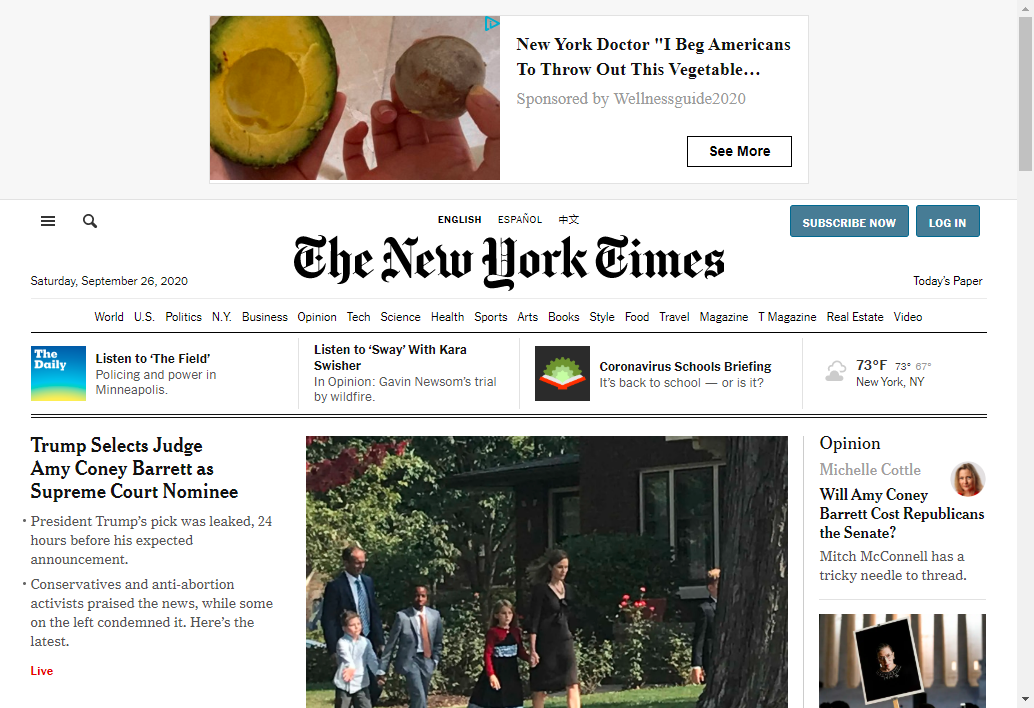 New York Doctor "I Beg Americans
To Throw Out This Vegetable…
Sponsored by Wellnessguide2020
See More
ENGLISH ESPAÑOL 中文
SUBSCRIBE NOW LOG IN
The New York Times
Saturday, September 26, 2020
Today's Paper
World U.S. Politics N.Y. Business Opinion Tech Science Health Sports Arts Books Style Food Travel Magazine T Magazine Real Estate Video
The
Daily
Listen to ‘The Field’
Policing and power in
Minneapolis.
Listen to ‘Sway’ With Kara
Swisher
In Opinion: Gavin Newsom’s trial
by wildfire.
Coronavirus Schools Briefing
It’s back to school — or is it?
73°F 73° 67°
New York, NY
Trump Selects Judge
Amy Coney Barrett as
Supreme Court Nominee
• President Trump’s pick was leaked, 24
hours before his expected
announcement.
• Conservatives and anti-abortion
activists praised the news, while some
on the left condemned it. Here’s the
latest.
Live
Opinion
Michelle Cottle
Will Amy Coney
Barrett Cost Republicans
the Senate?
Mitch McConnell has a
tricky needle to thread.